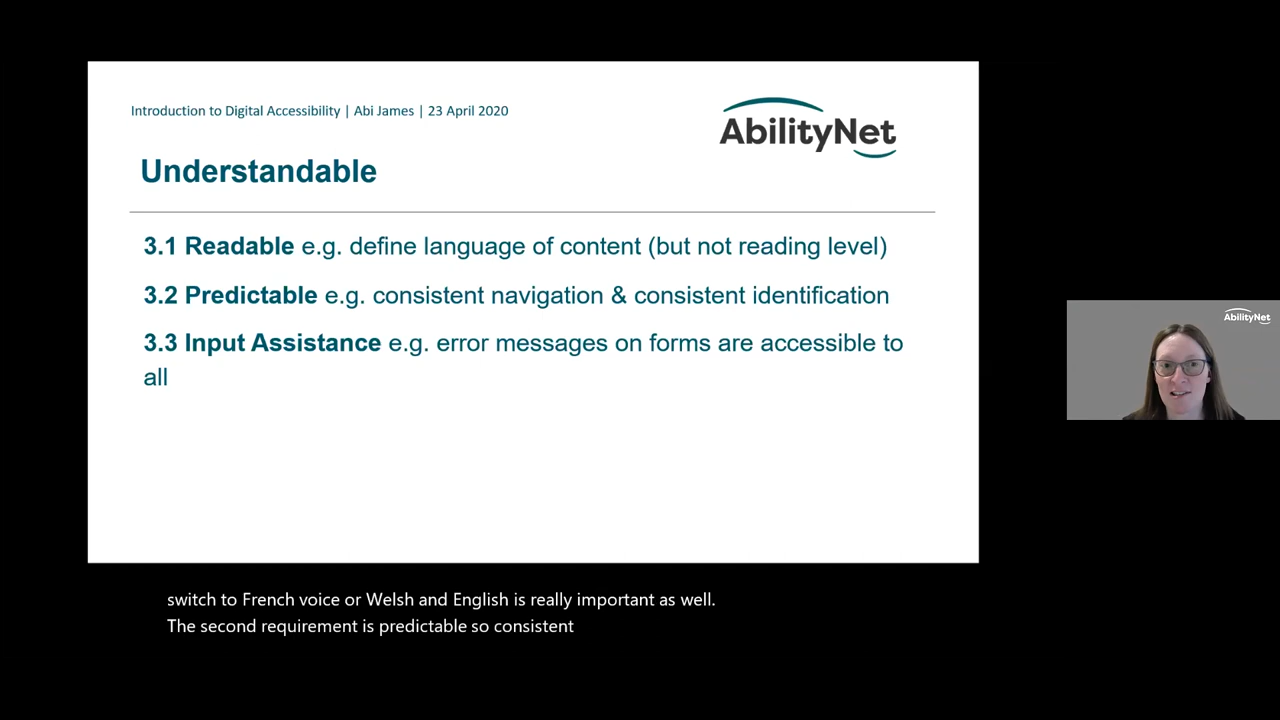 Introduction to Digital Accessibility | Abi James | 23 April 2020
AbilityNet
Understandable
3.1 Readable e.g. define language of content (but not reading level)
3.2 Predictable e.g. consistent navigation & consistent identification
3.3 Input Assistance e.g. error messages on forms are accessible to
all
AbilityNet
switch to French voice or Welsh and English is really important as well.
The second requirement is predictable so consistent